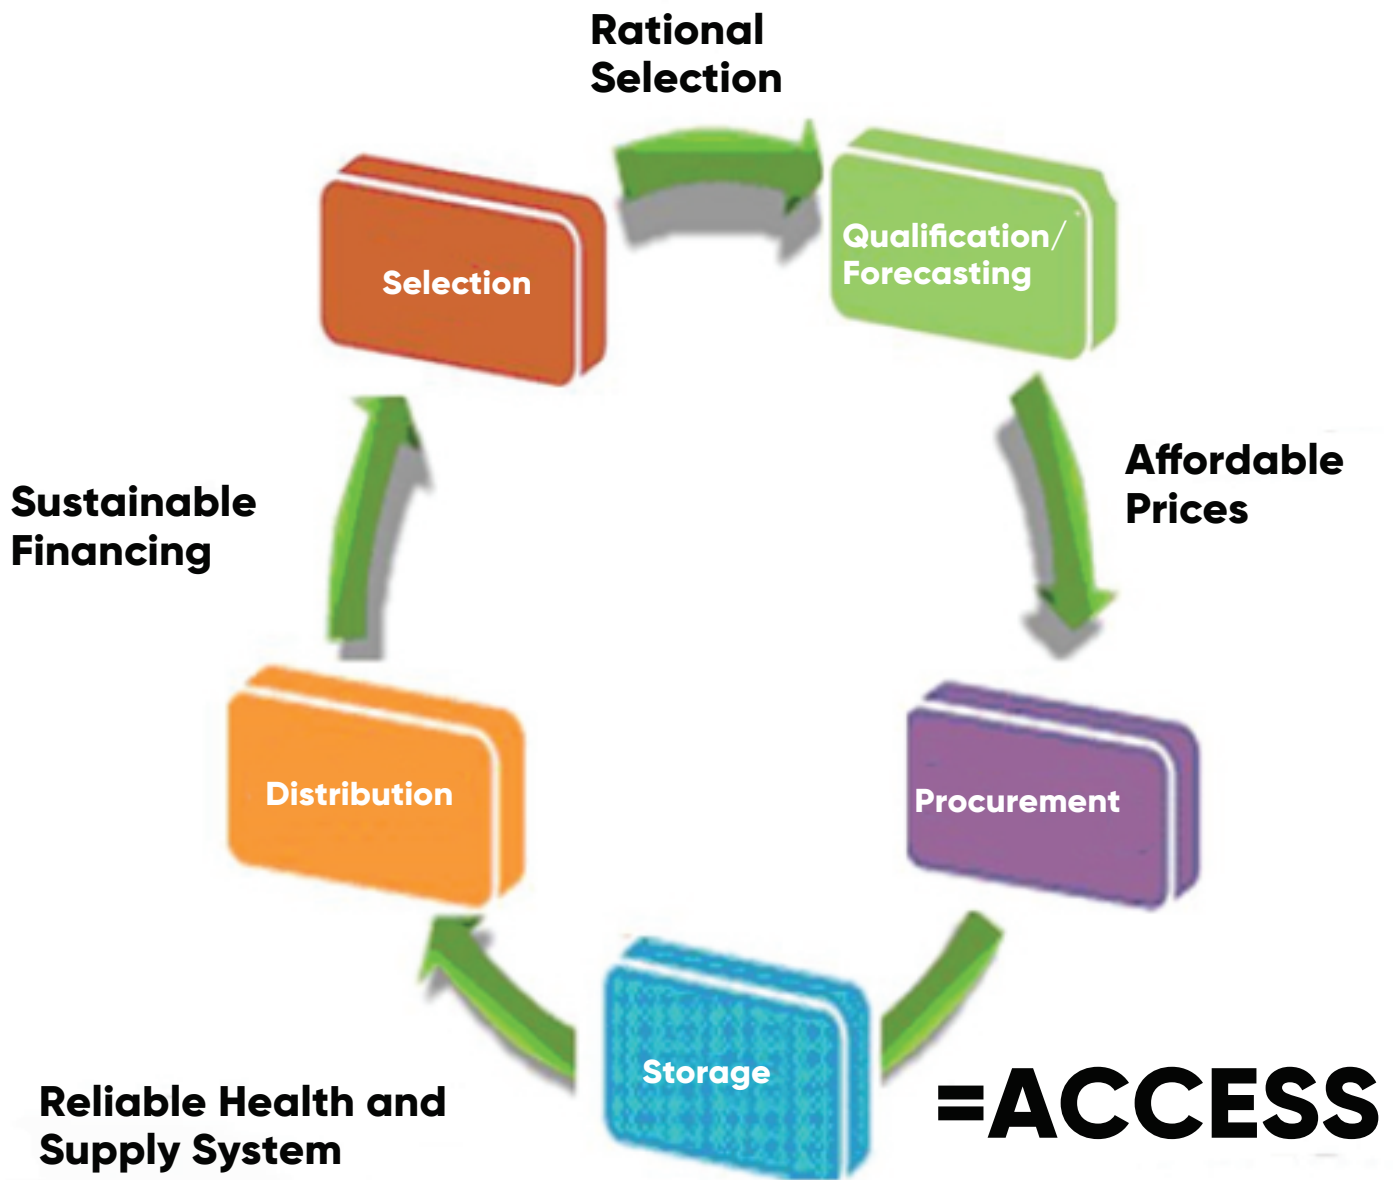 Rational
Selection
Selection
Qualification/
Forecasting
Affordable
Prices
Sustainable
Financing
Distribution
Procurement
Storage
=ACCESS
Reliable Health and
Supply System